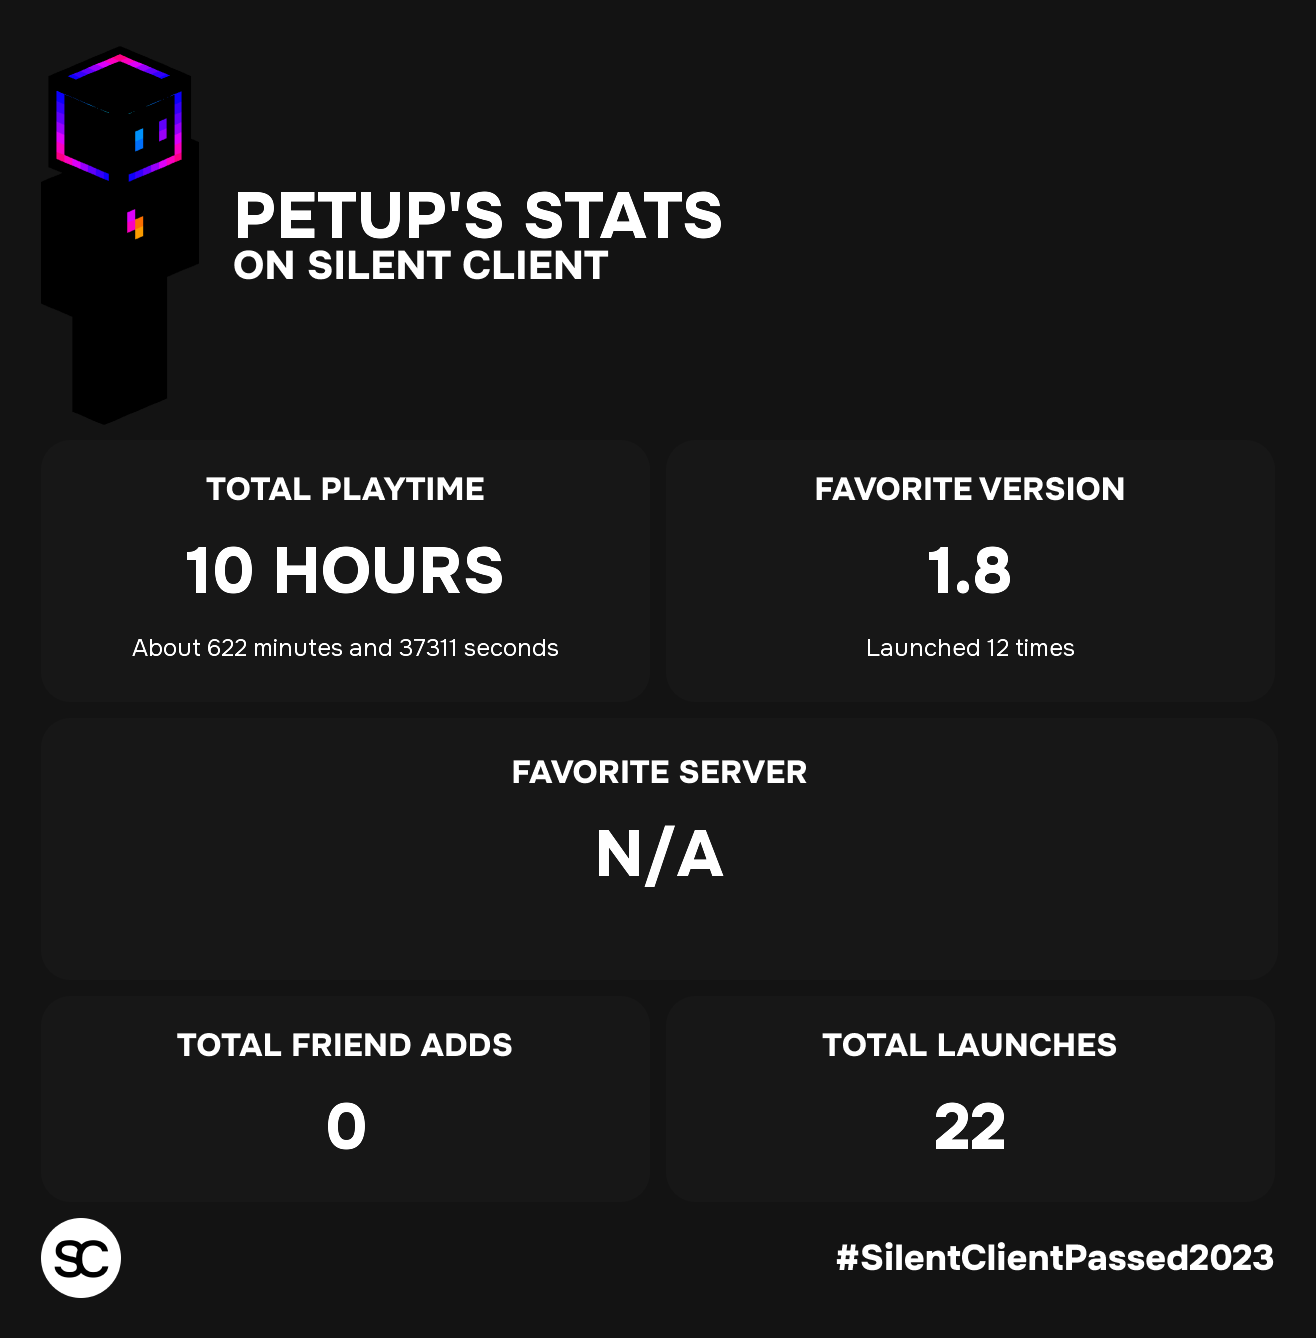 PETUP'S STATS
ON SILENT CLIENT
TOTAL PLAYTIME
10 HOURS
About 622 minutes and 37311 seconds
FAVORITE VERSION
1.8
Launched 12 times
FAVORITE SERVER
N/A
TOTAL FRIEND ADDS
0
TOTAL LAUNCHES
22
SC
#SilentClientPassed2023